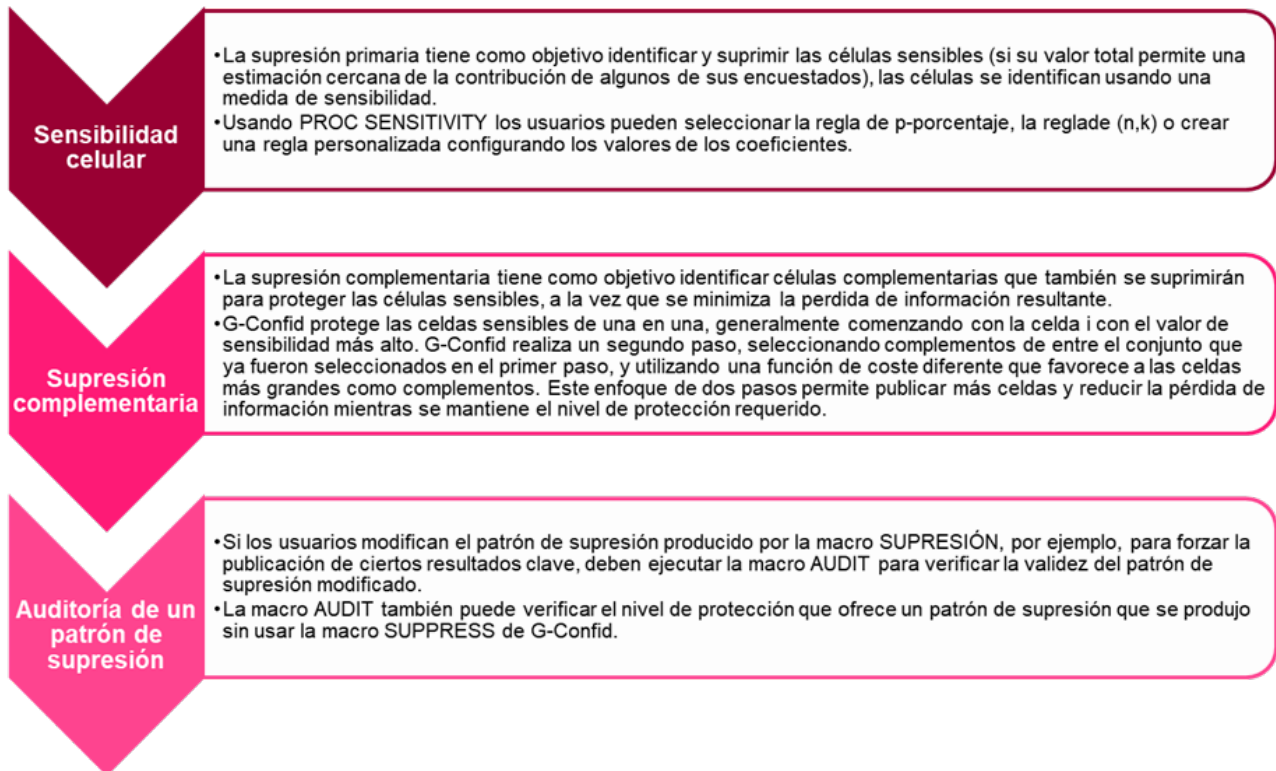 Sensibilidad
celular
•La supresión primaria tiene como objetivo identificar y suprimir las células sensibles (si su valor total permite una
estimación cercana de la contribución de algunos de sus encuestados), las células se identifican usando una
medida de sensibilidad.
•Usando PROC SENSITIVITY los usuarios pueden seleccionar la regla de p-porcentaje, la reglade (n,k) o crear
una regla personalizada configurando los valores de los coeficientes.
Supresión
complementaria
•La supresión complementaria tiene como objetivo identificar células complementarias que también se suprimirán
para proteger las células sensibles, a la vez que se minimiza la perdida de información resultante.
•G-Confid protege las celdas sensibles de una en una, generalmente comenzando con la celda i con el valor de
sensibilidad más alto. G-Confid realiza un segundo paso, seleccionando complementos de entre el conjunto que
ya fueron seleccionados en el primer paso, y utilizando una función de coste diferente que favorece a las celdas
más grandes como complementos. Este enfoque de dos pasos permite publicar más celdas y reducir la pérdida de
información mientras se mantiene el nivel de protección requerido.
Auditoría de un
patrón de
supresión
•Si los usuarios modifican el patrón de supresión producido por la macro SUPRESIÓN, por ejemplo, para forzar la
publicación de ciertos resultados clave, deben ejecutar la macro AUDIT para verificar la validez del patrón de
supresión modificado.
•La macro AUDIT también puede verificar el nivel de protección que ofrece un patrón de supresión que se produjo
sin usar la macro SUPPRESS de G-Confid.